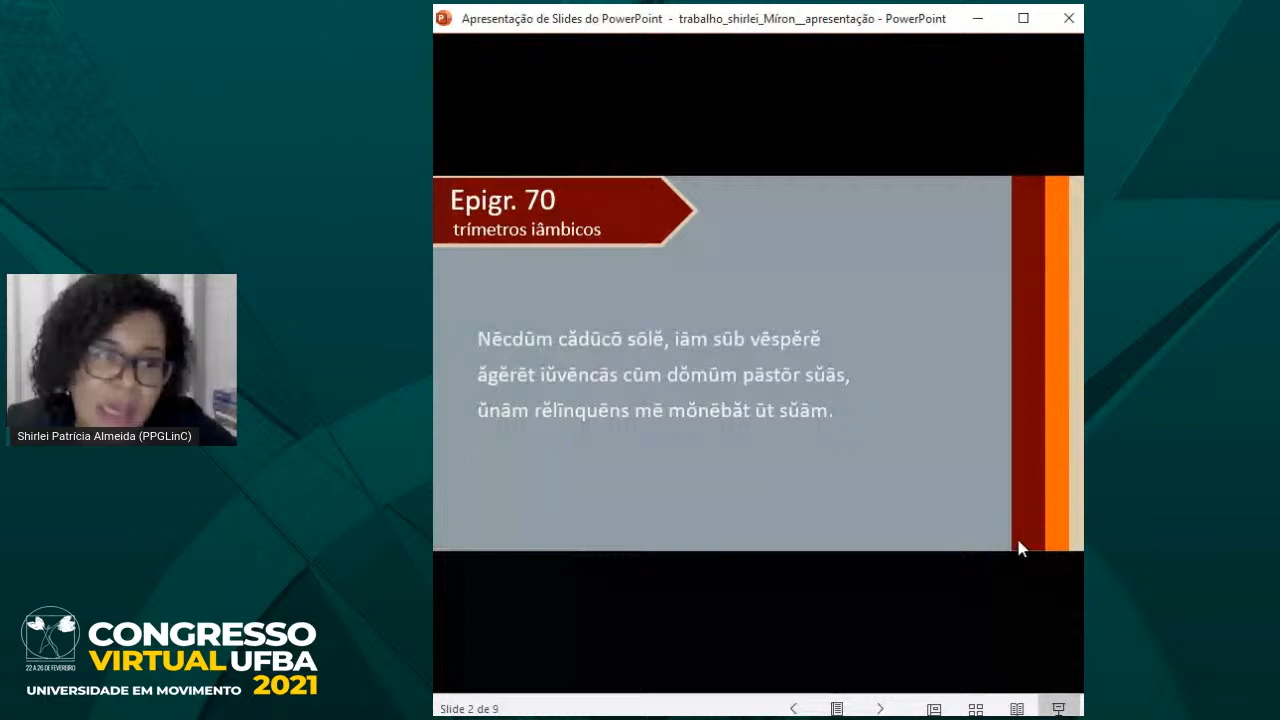 Apresentação de Slides do PowerPoint - trabalho_shirlei_Míron__apresentação - PowerPoint
Epigr. 70
trímetros iâmbicos
Nēcdūm cădūcō sōlĕ, iām sūb vēspĕrĕ
ăgĕrēt iŭvēncās cūm dŏmūm pāstōr sŭās,
ŭnām rĕlīnquēns mē mŏnēbăt ūt sŭām.
Shirlei Patrícia Almeida (PPGLinC)
22 A 26 DE FEVEREIRO
CONGRESSO
VIRTUAL UFBA
2021
UNIVERSIDADE EM MOVIMENTO
Slide 2 de 9